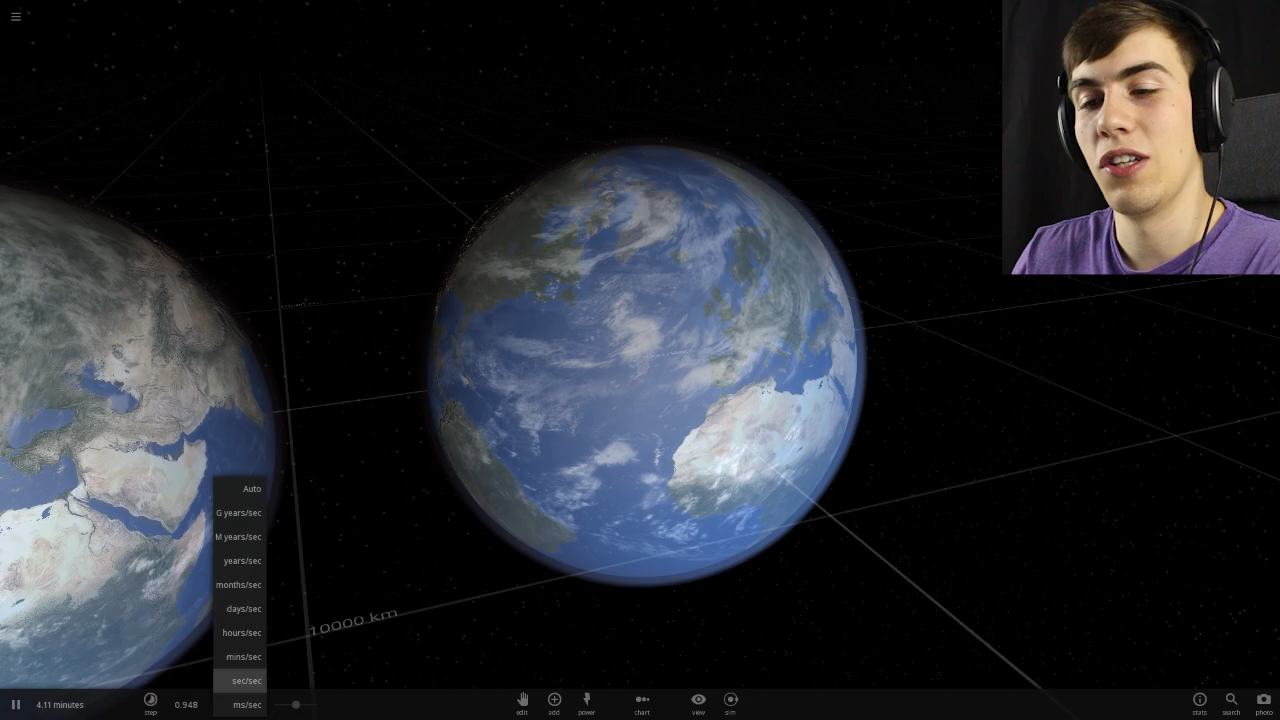 Auto
G years/sec
M years/sec
years/sec
months/sec
days/sec
hours/sec
mins/sec
sec/sec
ms/sec
10000 km
4.11 minutes
step
0.948
edit
add
power
chart
view
sim
stats
search
photo